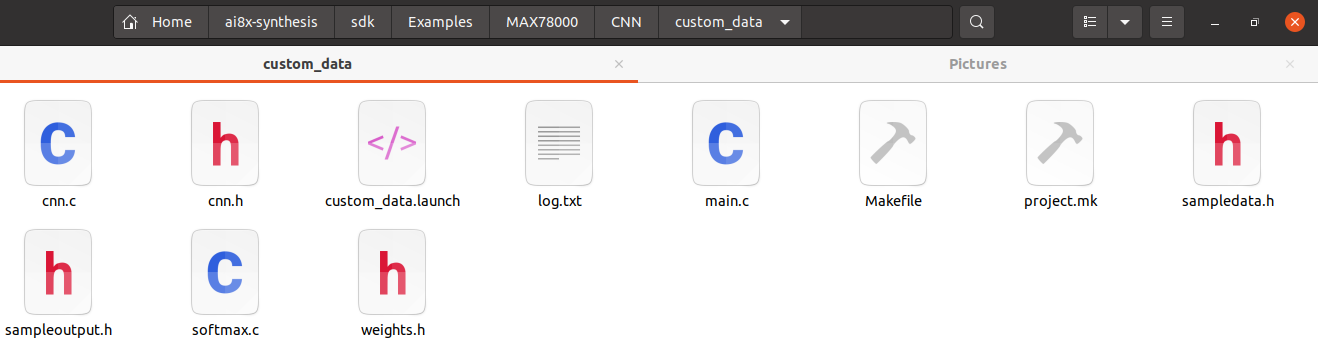 Home ai8x-synthesis sdk Examples MAX78000 CNN custom_data
custom_data Pictures
C h </> C h
cnn.c cnn.h custom_data.launch log.txt main.c Makefile project.mk sampledata.h
h C h
sampleoutput.h softmax.c weights.h